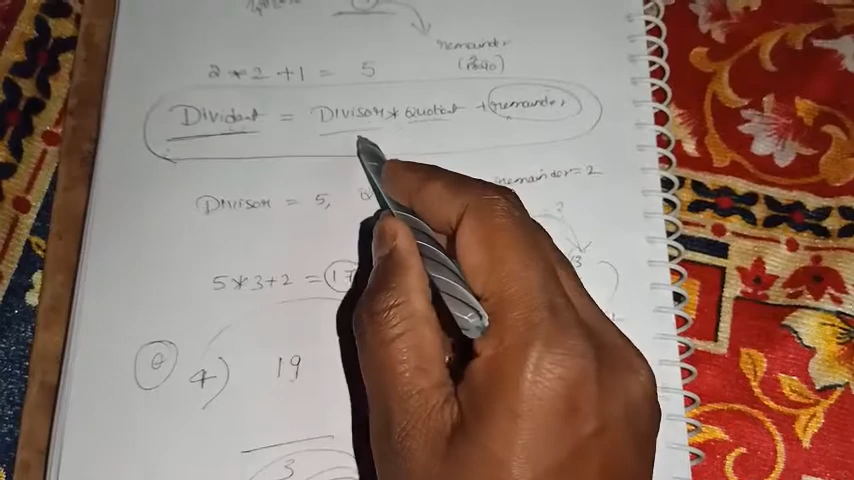 remainder
2 * 2 + 1 = 5
Divident = Divisor * Quotient + remainder
Divisor = 5, remainder = 2
5 * 3 + 2 = 17
4) 19
3